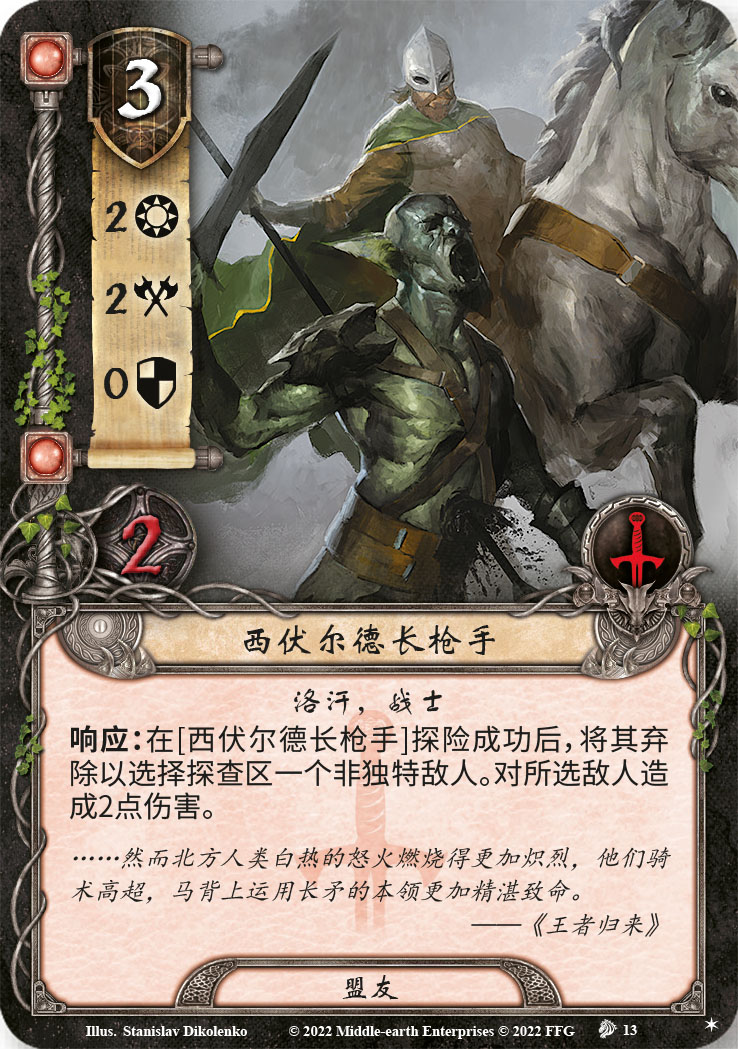 3
2
2
0
2
西伏尔德长枪手
洛汗，战士
响应：在[西伏尔德长枪手]探险成功后，将其弃
除以选择探查区一个非独特敌人。对所选敌人造
成2点伤害。
……然而北方人类白热的怒火燃烧得更加炽烈，他们骑
术高超，马背上运用长矛的本领更加精湛致命。
——《王者归来》
盟友
Illus. Stanislav Dikolenko © 2022 Middle-earth Enterprises © 2022 FFG 13